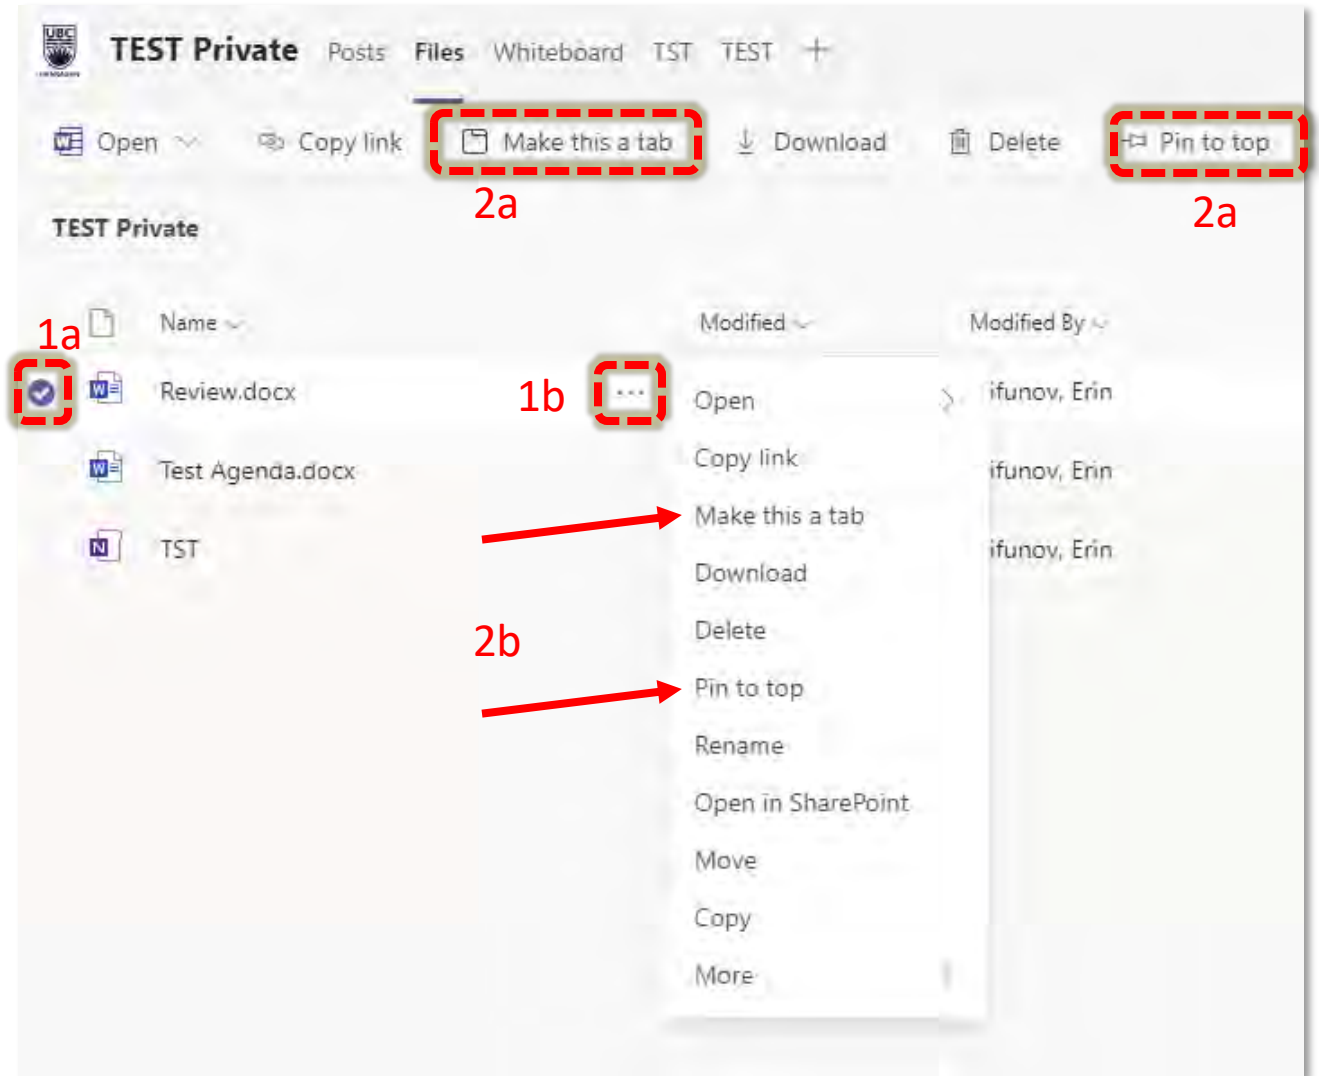 UBC
TEST Private Posts Files Whiteboard TST TEST +
Open Copy link Make this a tab Download Delete Pin to top
2a 2a
TEST Private
1a Name Modified Modified By
Review.docx 1b ... Open ifunov, Erin
Copy link
Test Agenda.docx ifunov, Erin
Make this a tab
TST ifunov, Erin
Download
Delete
2b
Pin to top
Rename
Open in SharePoint
Move
Copy
More